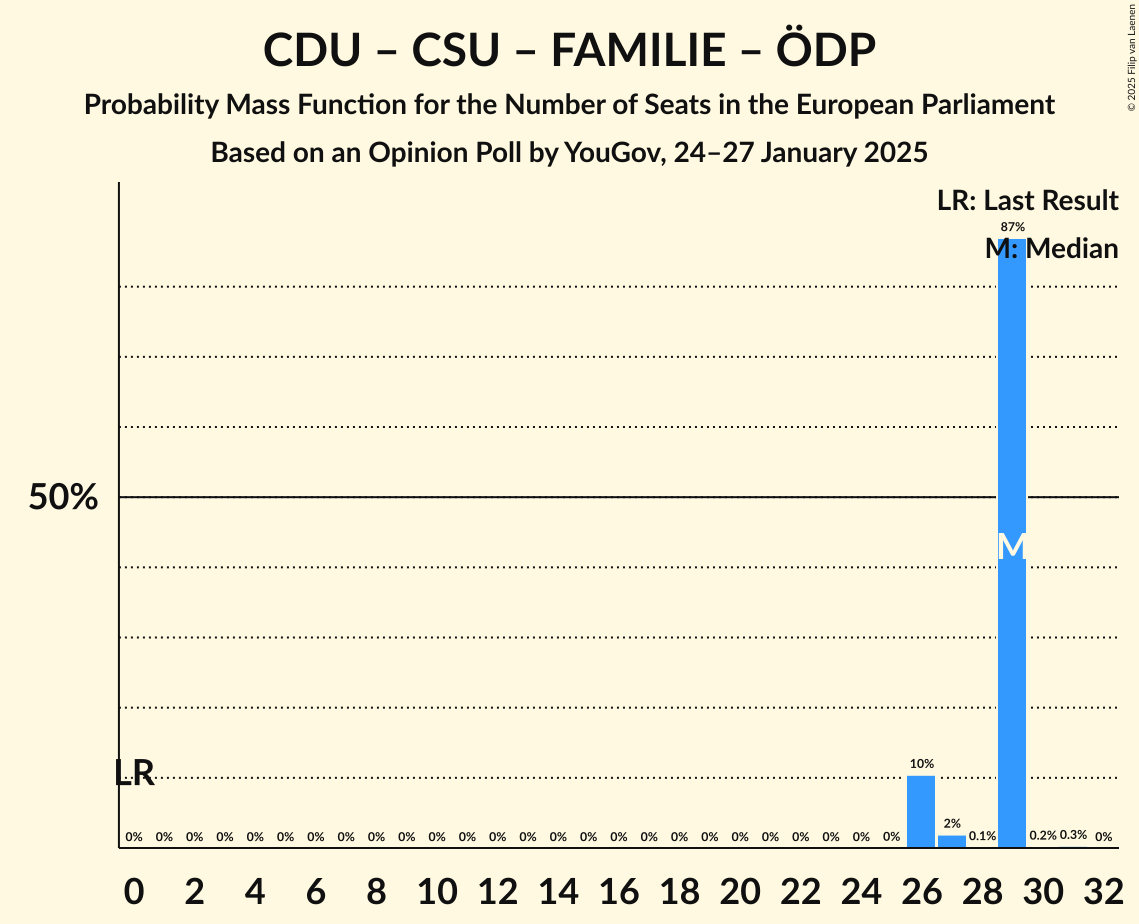 CDU – CSU – FAMILIE – ÖDP
Probability Mass Function for the Number of Seats in the European Parliament
Based on an Opinion Poll by YouGov, 24–27 January 2025
© 2025 Filip van Laenen
LR: Last Result
87%
M: Median
50%
M
LR
10%
2%
0% 0% 0% 0% 0% 0% 0% 0% 0% 0% 0% 0% 0% 0% 0% 0% 0% 0% 0% 0% 0% 0% 0% 0% 0% 0% 0.1% 0.2% 0.3% 0%
0 2 4 6 8 10 12 14 16 18 20 22 24 26 28 30 32